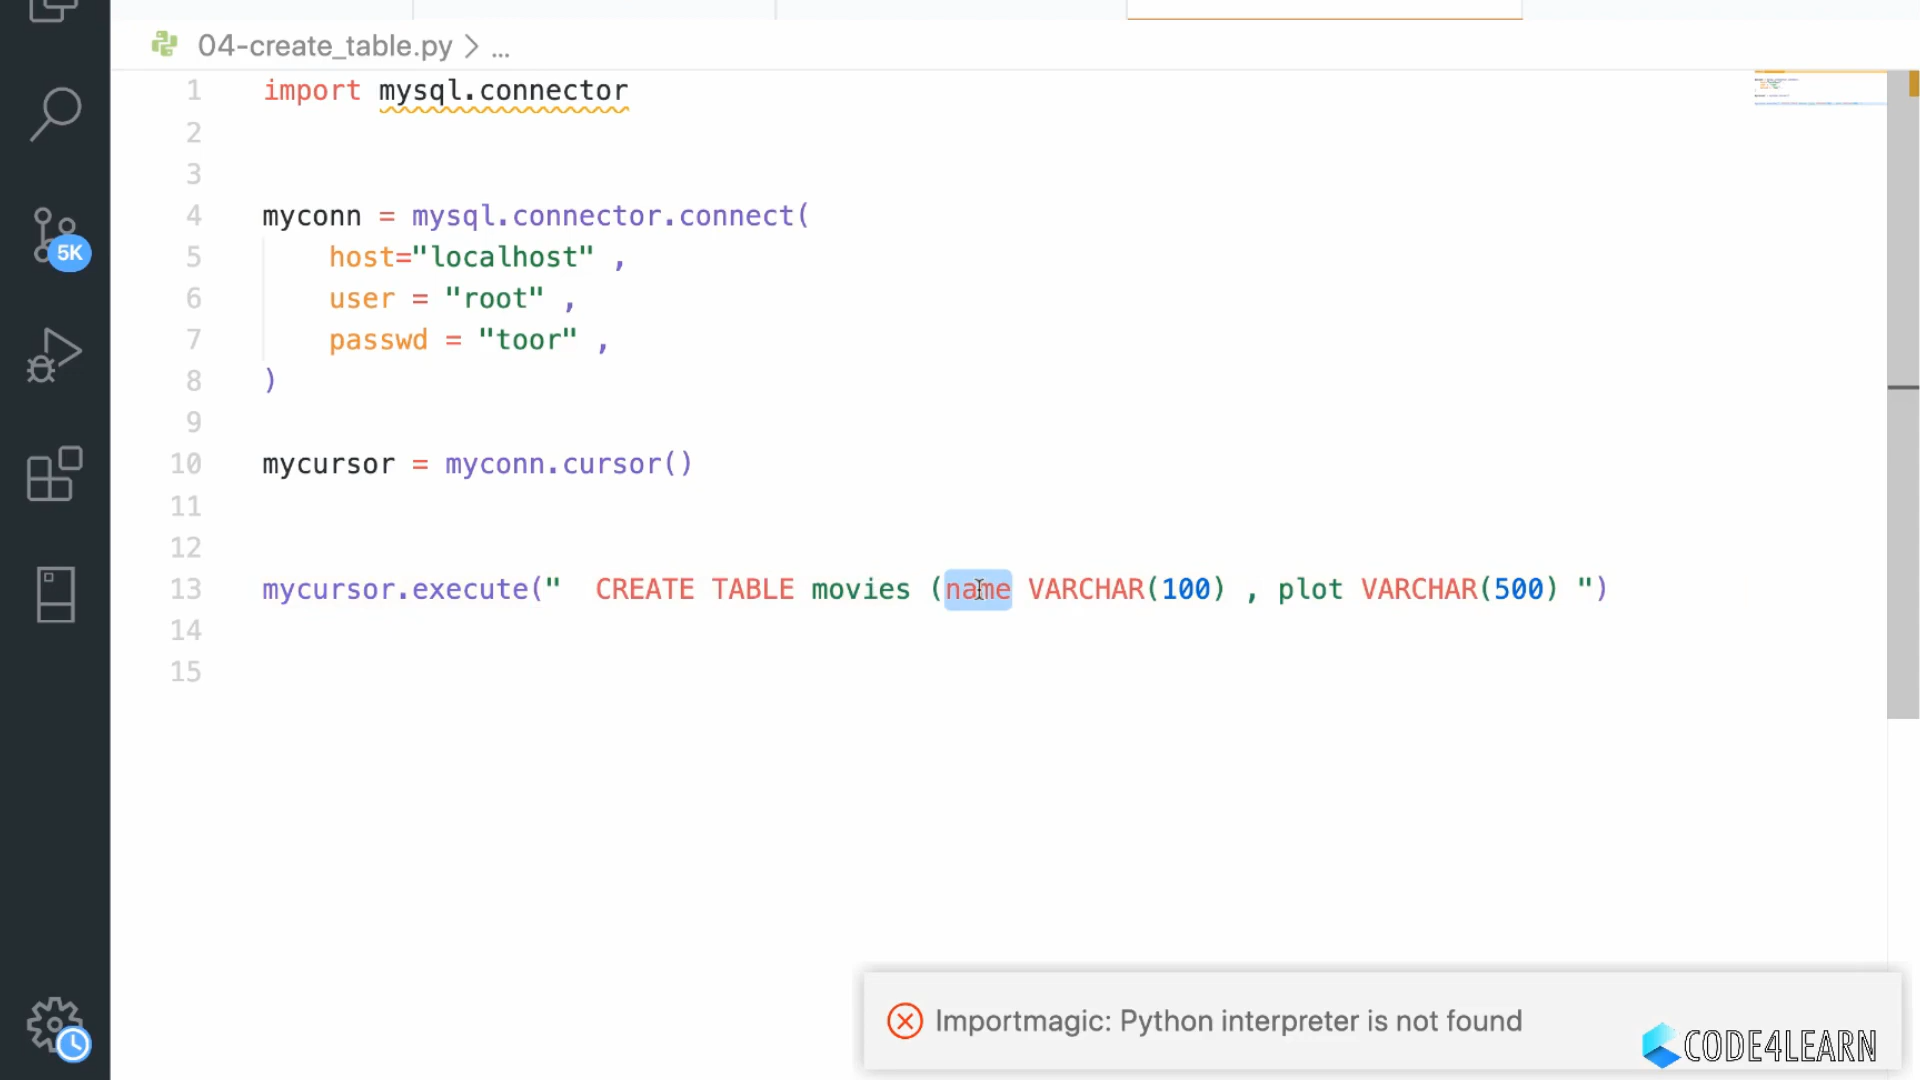 04-create_table.py > ...
1 import mysql.connector
2
3
4 myconn = mysql.connector.connect(
5 host="localhost" ,
6 user = "root" ,
7 passwd = "toor" ,
8 )
9
10 mycursor = myconn.cursor()
11
12
13 mycursor.execute("  CREATE TABLE movies (name VARCHAR(100) , plot VARCHAR(500) ")
14
15
5K
Importmagic: Python interpreter is not found
CODE4LEARN